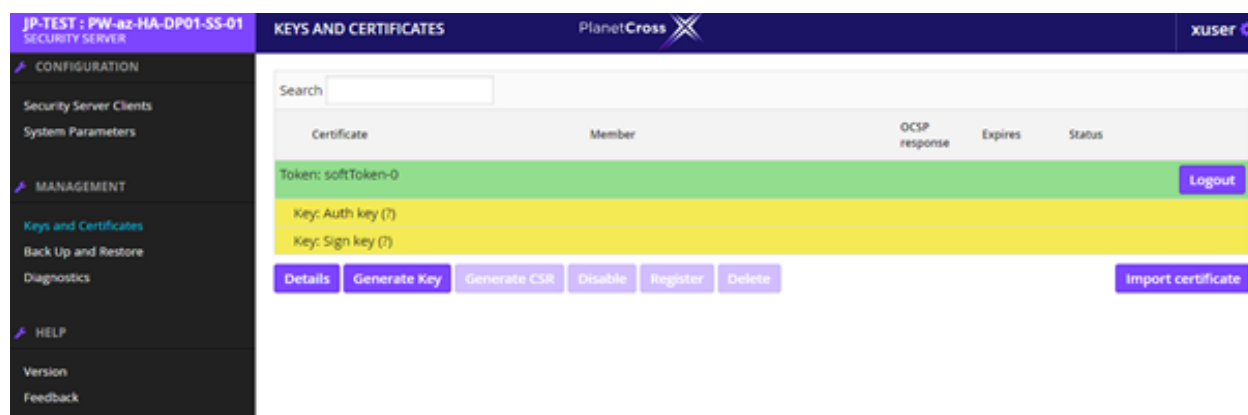 JP-TEST : PW-az-HA-DP01-SS-01
SECURITY SERVER
KEYS AND CERTIFICATES
PlanetCross
xuser
CONFIGURATION
Security Server Clients
System Parameters
MANAGEMENT
Keys and Certificates
Back Up and Restore
Diagnostics
HELP
Version
Feedback
Search
Certificate Member OCSP response Expires Status
Token: softToken-0 Logout
Key: Auth key (?)
Key: Sign key (?)
Details Generate Key Generate CSR Disable Register Delete Import certificate